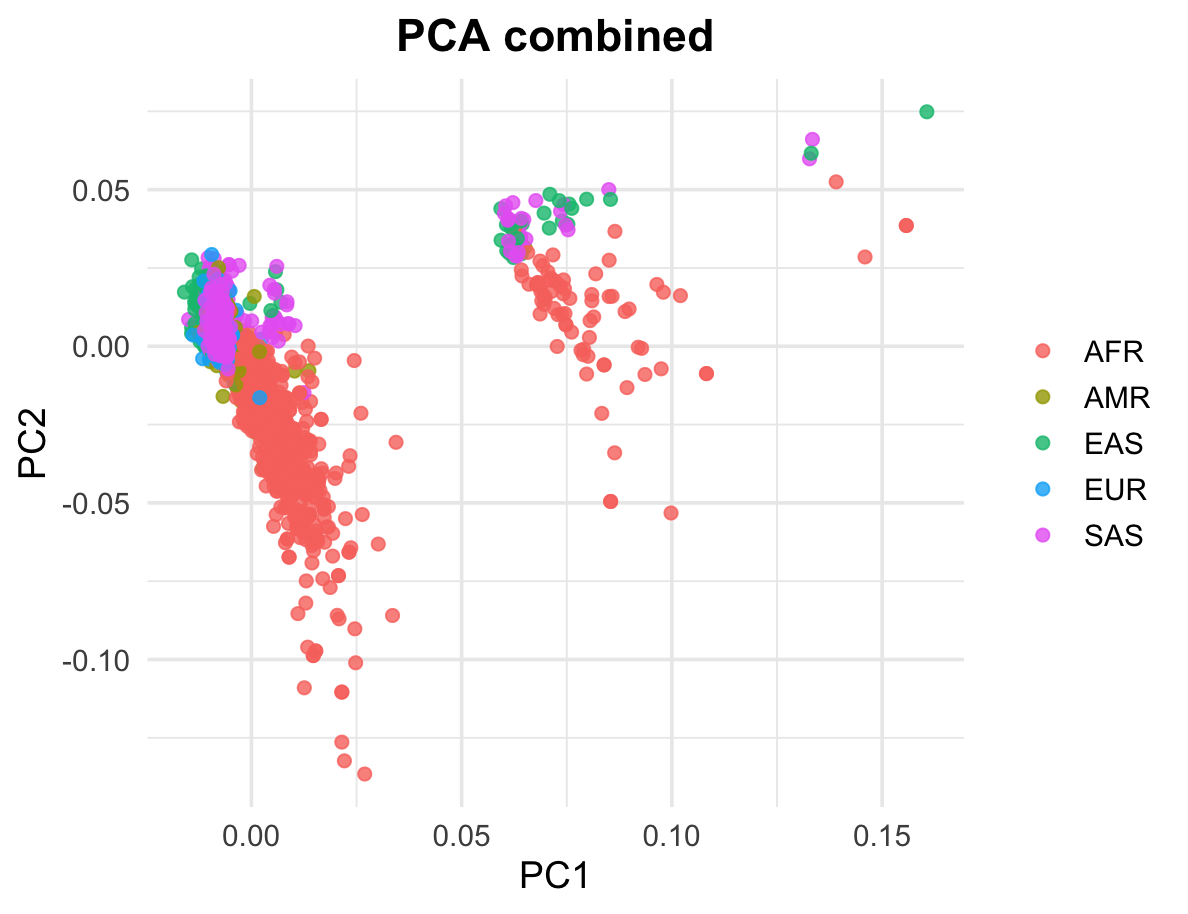 PCA combined
0.05
0.00
-0.05
-0.10
PC2
0.00 0.05 0.10 0.15
PC1
AFR
AMR
EAS
EUR
SAS